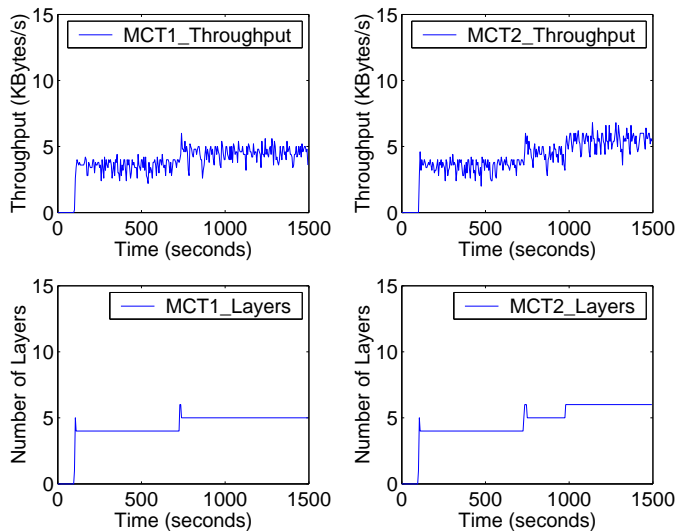 MCT1_Throughput
Throughput (KBytes/s)
15
10
5
0
0 500 1000 1500
Time (seconds)
MCT2_Throughput
Throughput (KBytes/s)
15
10
5
0
0 500 1000 1500
Time (seconds)
MCT1_Layers
Number of Layers
15
10
5
0
0 500 1000 1500
Time (seconds)
MCT2_Layers
Number of Layers
15
10
5
0
0 500 1000 1500
Time (seconds)